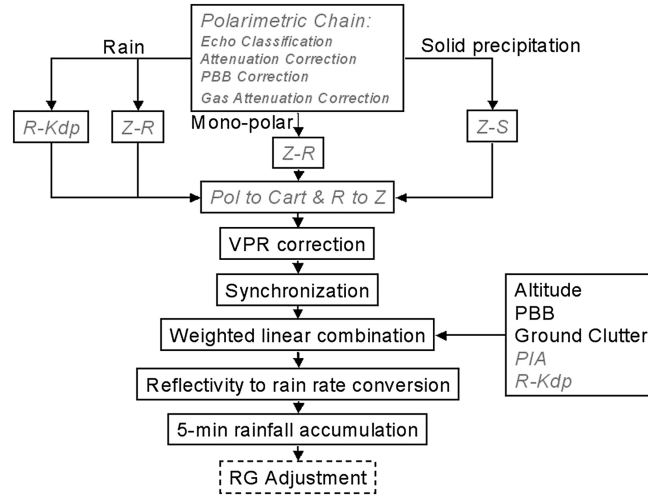 Polarimetric Chain:
Echo Classification
Attenuation Correction
PBB Correction
Gas Attenuation Correction
Rain
Solid precipitation
R-Kdp
Z-R
Mono-polar
Z-R
Z-S
Pol to Cart & R to Z
VPR correction
Synchronization
Weighted linear combination
Altitude
PBB
Ground Clutter
PIA
R-Kdp
Reflectivity to rain rate conversion
5-min rainfall accumulation
RG Adjustment